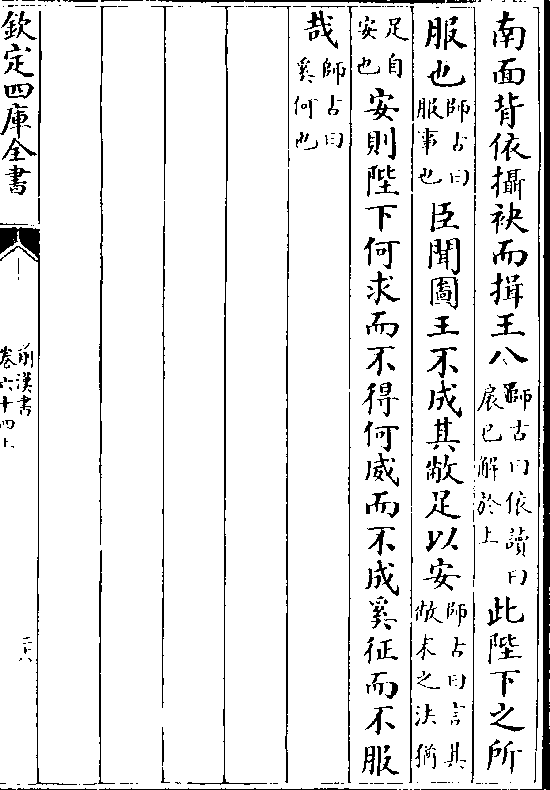 南面背依攝袂而揖王公師古曰依讀曰扆已解於上此陛下之所
服也師古曰服事也臣聞圖王不成其敝足以安師古曰言其敝末之法猶
足自安也安則陛下何求而不得何威而不成奚征而不服
哉師古曰奚何也
欽定四庫全書
前漢書
卷六十四上
二十八